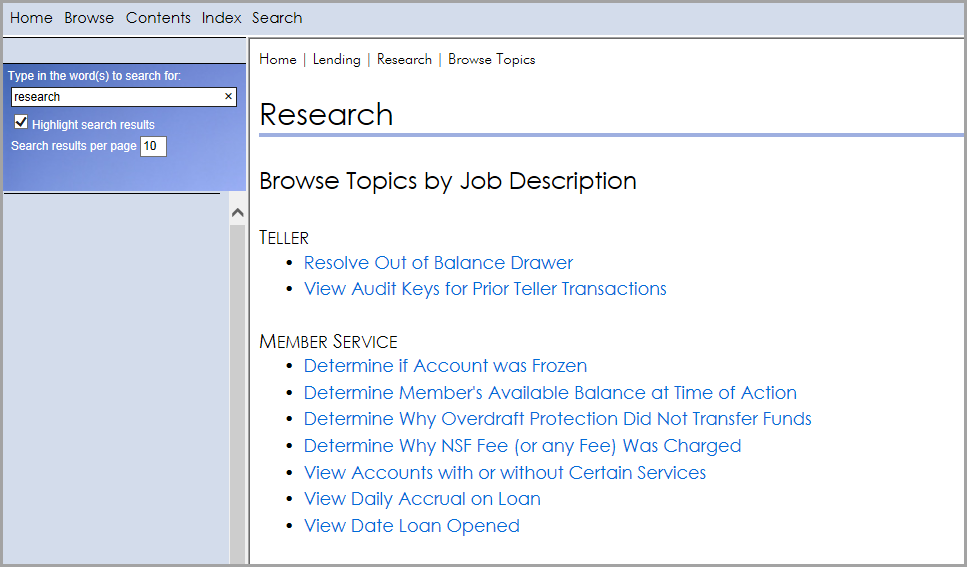 Home Browse Contents Index Search
Type in the word(s) to search for:
research ×
Highlight search results
Search results per page 10
Home | Lending | Research | Browse Topics
Research
Browse Topics by Job Description
TELLER
• Resolve Out of Balance Drawer
• View Audit Keys for Prior Teller Transactions
MEMBER SERVICE
• Determine if Account was Frozen
• Determine Member's Available Balance at Time of Action
• Determine Why Overdraft Protection Did Not Transfer Funds
• Determine Why NSF Fee (or any Fee) Was Charged
• View Accounts with or without Certain Services
• View Daily Accrual on Loan
• View Date Loan Opened